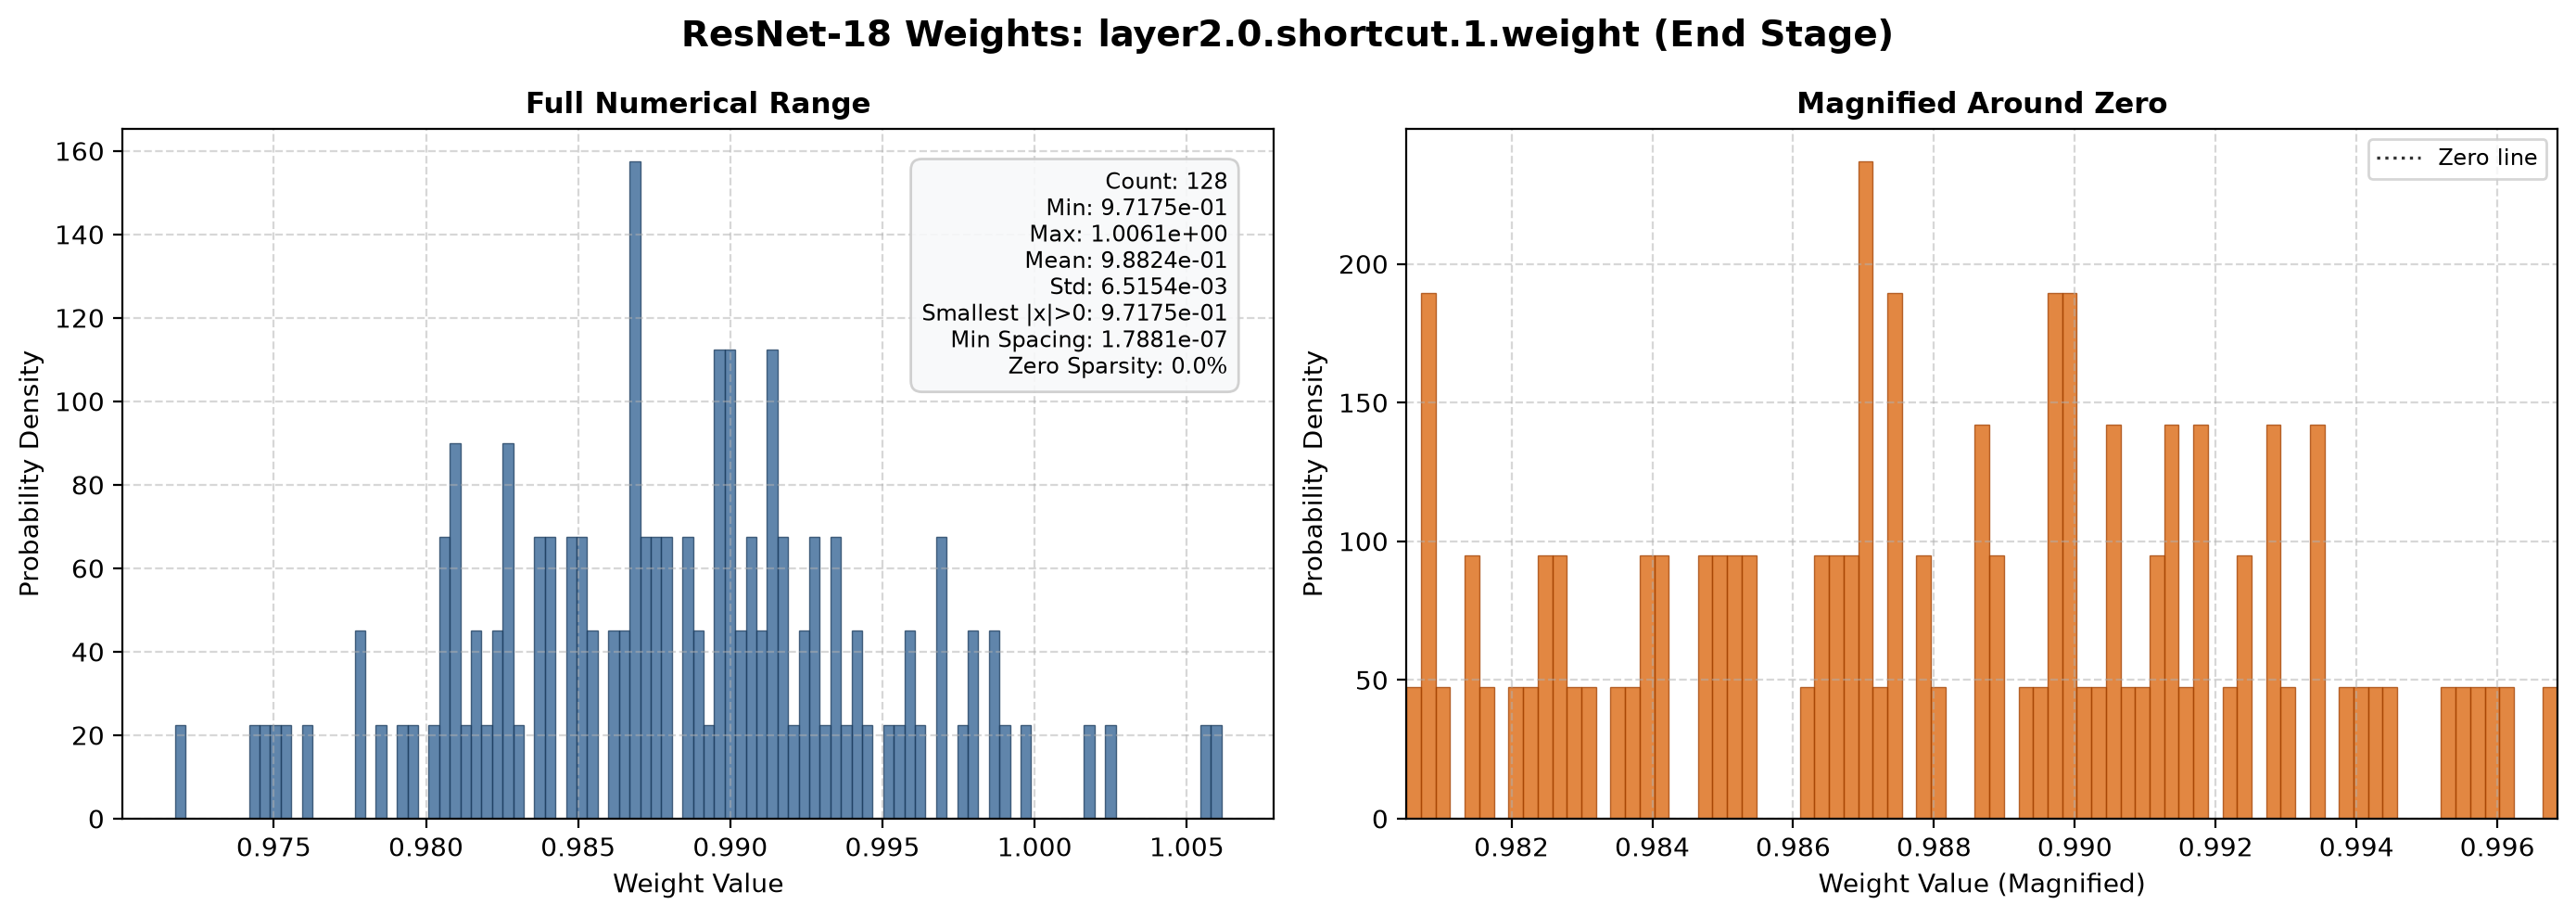 ResNet-18 Weights: layer2.0.shortcut.1.weight (End Stage)
Full Numerical Range
Probability Density
160
140
120
100
80
60
40
20
0
Count: 128
Min: 9.7175e-01
Max: 1.0061e+00
Mean: 9.8824e-01
Std: 6.5154e-03
Smallest |x|>0: 9.7175e-01
Min Spacing: 1.7881e-07
Zero Sparsity: 0.0%
0.975 0.980 0.985 0.990 0.995 1.000 1.005
Weight Value
Magnified Around Zero
Probability Density
200
150
100
50
0
Zero line
0.982 0.984 0.986 0.988 0.990 0.992 0.994 0.996
Weight Value (Magnified)